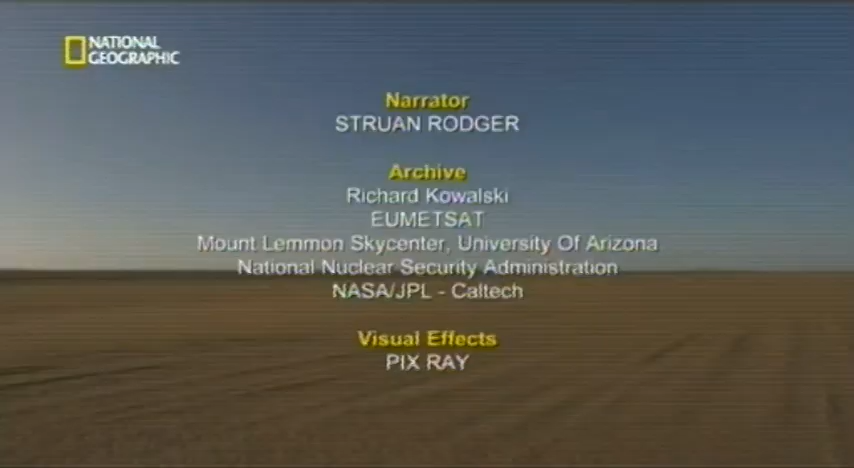 NATIONAL
GEOGRAPHIC
Narrator
STRUAN RODGER
Archive
Richard Kowalski
EUMETSAT
Mount Lemmon Skycenter, University Of Arizona
National Nuclear Security Administration
NASA/JPL - Caltech
Visual Effects
PIX RAY